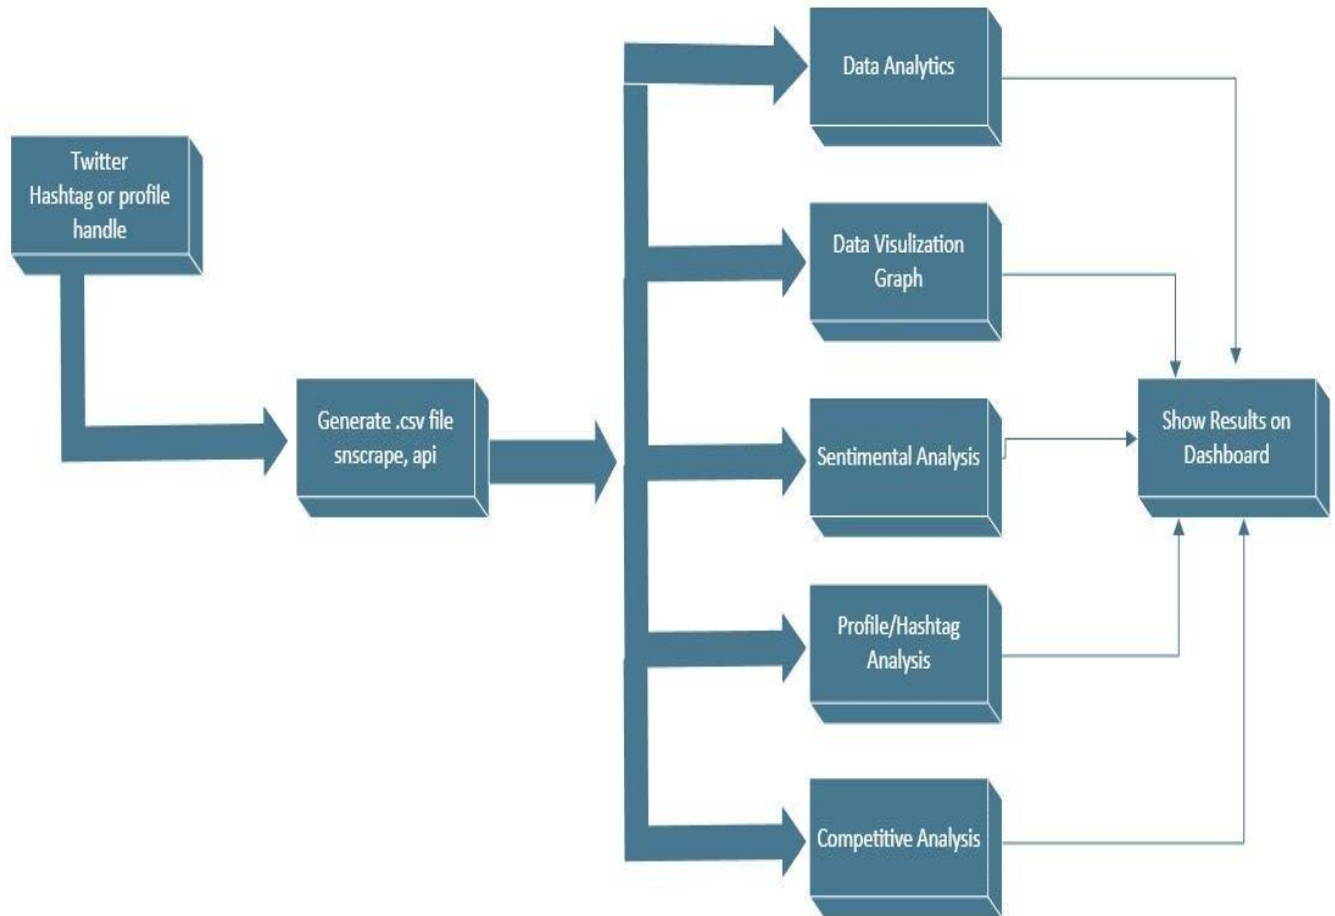 Twitter
Hashtag or profile
handle
Generate .csv file
snscrape, api
Data Analytics
Data Visulization
Graph
Sentimental Analysis
Profile/Hashtag
Analysis
Competitive Analysis
Show Results on
Dashboard